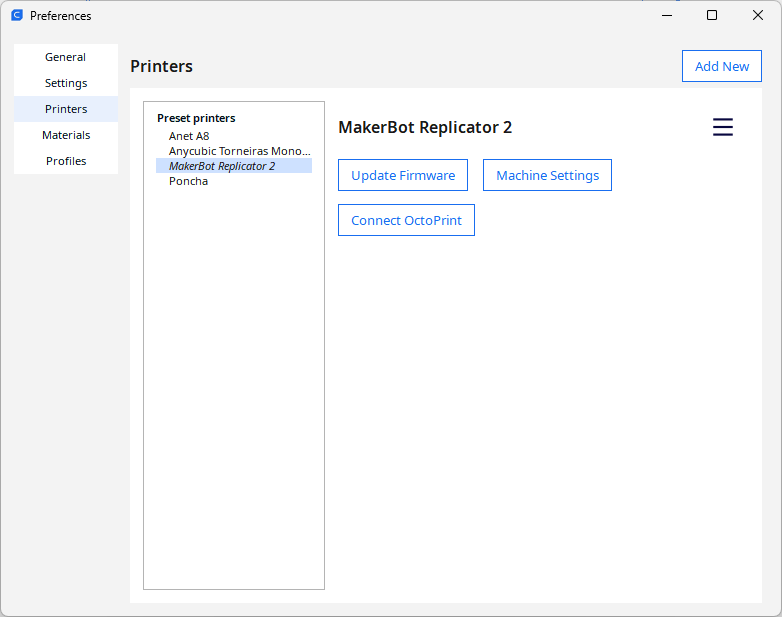 Preferences
General
Settings
Printers
Materials
Profiles
Printers
Add New
Preset printers
Anet A8
Anycubic Torneiras Mono...
MakerBot Replicator 2
Poncha
MakerBot Replicator 2
Update Firmware
Machine Settings
Connect OctoPrint